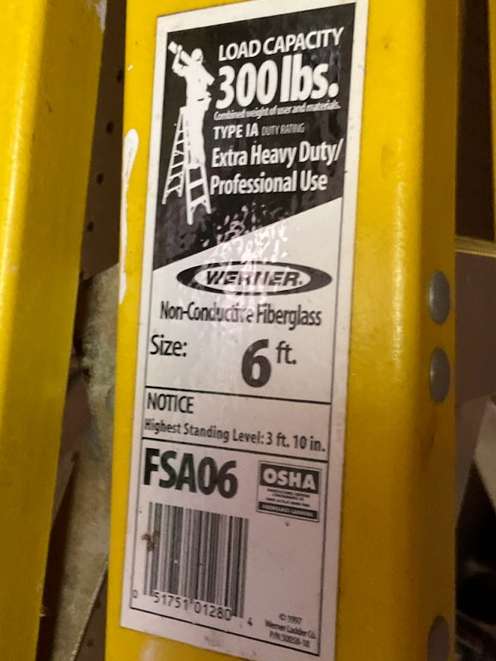 LOAD CAPACITY
300 lbs.
Combined weight of user and materials.
TYPE IA DUTY RATING
Extra Heavy Duty/
Professional Use
WERNER
Non-Conductive Fiberglass
Size: 6 ft.
NOTICE
Highest Standing Level: 3 ft. 10 in.
FSA06
OSHA
0 51751 01280 4
© 1997
Werner Ladder Co.